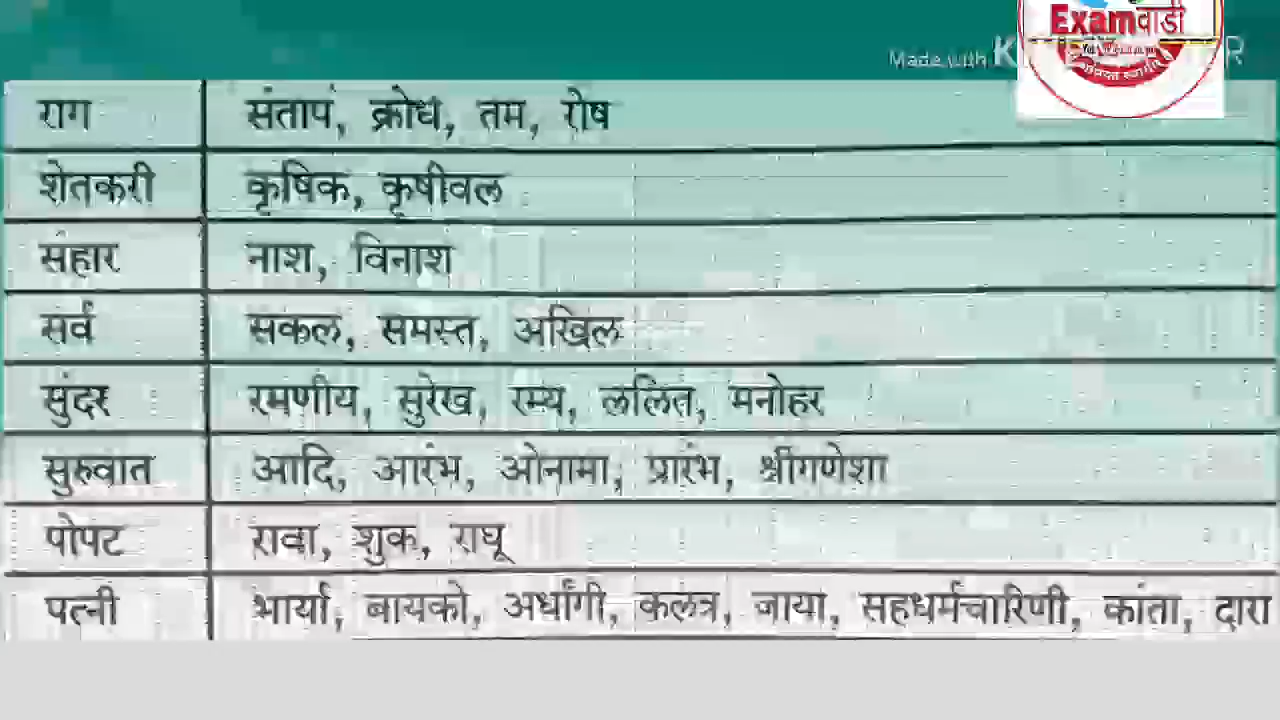 Examवाडी
Made with
राग संताप, क्रोध, तम, रोष
शेतकरी कृषिक, कृषीवल
संहार नाश, विनाश
सर्व सकल, समस्त, अखिल
सुंदर रमणीय, सुरेख, रम्य, ललित, मनोहर
सुरुवात आदि, आरंभ, ओनामा, प्रारंभ, श्रीगणेशा
पोपट रावा, शुक, राघू
पत्नी भार्या, बायको, अर्धांगी, कलत्र, जाया, सहधर्मचारिणी, कांता, दारा